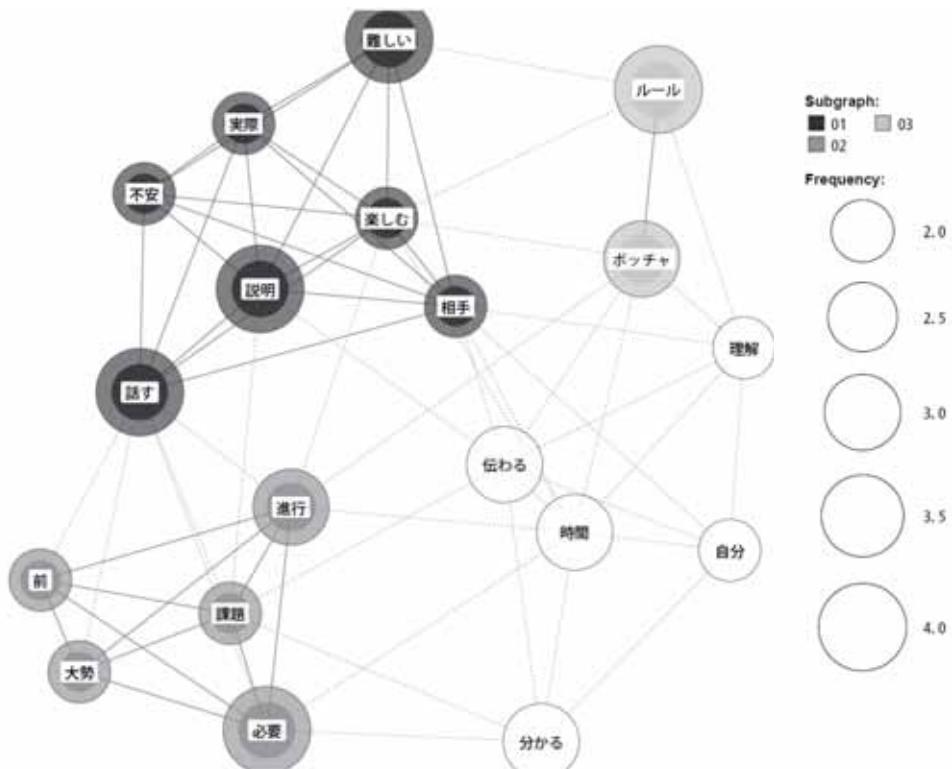 難しい
ルール
実際
不安
楽しむ
ボッチャ
説明
相手
理解
話す
伝わる
進行
時間
自分
前
課題
大勢
必要
分かる
Subgraph:
01 03
02
Frequency:
2.0
2.5
3.0
3.5
4.0